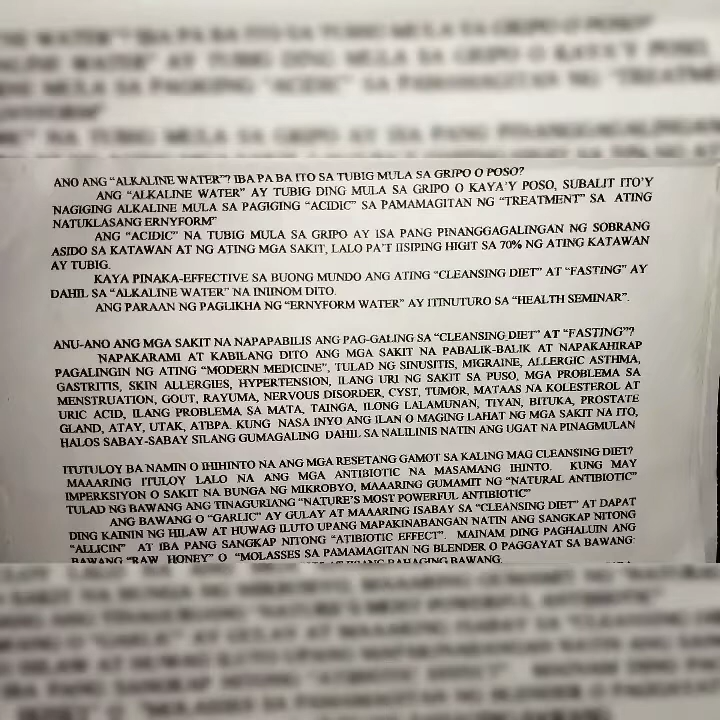 ANO ANG "ALKALINE WATER"? IBA PA BA ITO SA TUBIG MULA SA GRIPO O POSO?
ANG "ALKALINE WATER" AY TUBIG DING MULA SA GRIPO O KAYA'Y POSO, SUBALIT ITO'Y
NAGIGING ALKALINE MULA SA PAGIGING "ACIDIC" SA PAMAMAGITAN NG "TREATMENT" SA ATING
NATUKLASANG ERNYFORM"
ANG "ACIDIC" NA TUBIG MULA SA GRIPO AY ISA PANG PINANGGAGALINGAN NG SOBRANG
ASIDO SA KATAWAN AT NG ATING MGA SAKIT, LALO PA'T IISIPING HIGIT SA 70% NG ATING KATAWAN
AY TUBIG.
KAYA PINAKA-EFFECTIVE SA BUONG MUNDO ANG ATING "CLEANSING DIET" AT "FASTING" AY
DAHIL SA "ALKALINE WATER" NA INIINOM DITO.
ANG PARAAN NG PAGLIKHA NG "ERNYFORM WATER" AY ITINUTURO SA "HEALTH SEMINAR".
ANU-ANO ANG MGA SAKIT NA NAPAPABILIS ANG PAG-GALING SA "CLEANSING DIET" AT "FASTING"?
NAPAKARAMI AT KABILANG DITO ANG MGA SAKIT NA PABALIK-BALIK AT NAPAKAHIRAP
PAGALINGIN NG ATING "MODERN MEDICINE". TULAD NG SINUSITIS, MIGRAINE, ALLERGIC ASTHMA,
GASTRITIS, SKIN ALLERGIES, HYPERTENSION, ILANG URI NG SAKIT SA PUSO, MGA PROBLEMA SA
MENSTRUATION, GOUT, RAYUMA, NERVOUS DISORDER, CYST, TUMOR, MATAAS NA KOLESTEROL AT
URIC ACID, ILANG PROBLEMA SA MATA, TAINGA, ILONG LALAMUNAN, TIYAN, BITUKA, PROSTATE
GLAND, ATAY, UTAK, ATBPA. KUNG NASA INYO ANG ILAN O MAGING LAHAT NG MGA SAKIT NA ITO,
HALOS SABAY-SABAY SILANG GUMAGALING DAHIL SA NALILINIS NATIN ANG UGAT NA PINAGMULAN
ITUTULOY BA NAMIN O IHIHINTO NA ANG MGA RESETANG GAMOT SA KALING MAG CLEANSING DIET?
MAAARING ITULOY LALO NA ANG MGA ANTIBIOTIC NA MASAMANG IHINTO. KUNG MAY
IMPERKSIYON O SAKIT NA BUNGA NG MIKROBYO, MAAARING GUMAMIT NG "NATURAL ANTIBIOTIC"
TULAD NG BAWANG ANG TINAGURIANG "NATURE'S MOST POWERFUL ANTIBIOTIC"
ANG BAWANG O "GARLIC" AY GULAY AT MAAARING ISABAY SA "CLEANSING DIET" AT DAPAT
DING KAININ NG HILAW AT HUWAG ILUTO UPANG MAPAKINABANGAN NATIN ANG SANGKAP NITONG
"ALLICIN" AT IBA PANG SANGKAP NITONG "ATIBIOTIC EFFECT". MAINAM DING PAGHALUIN ANG
BAWANG "RAW HONEY" O "MOLASSES SA PAMAMAGITAN NG BLENDER O PAGGAYAT SA BAWANG
BAHAGING BAWANG.